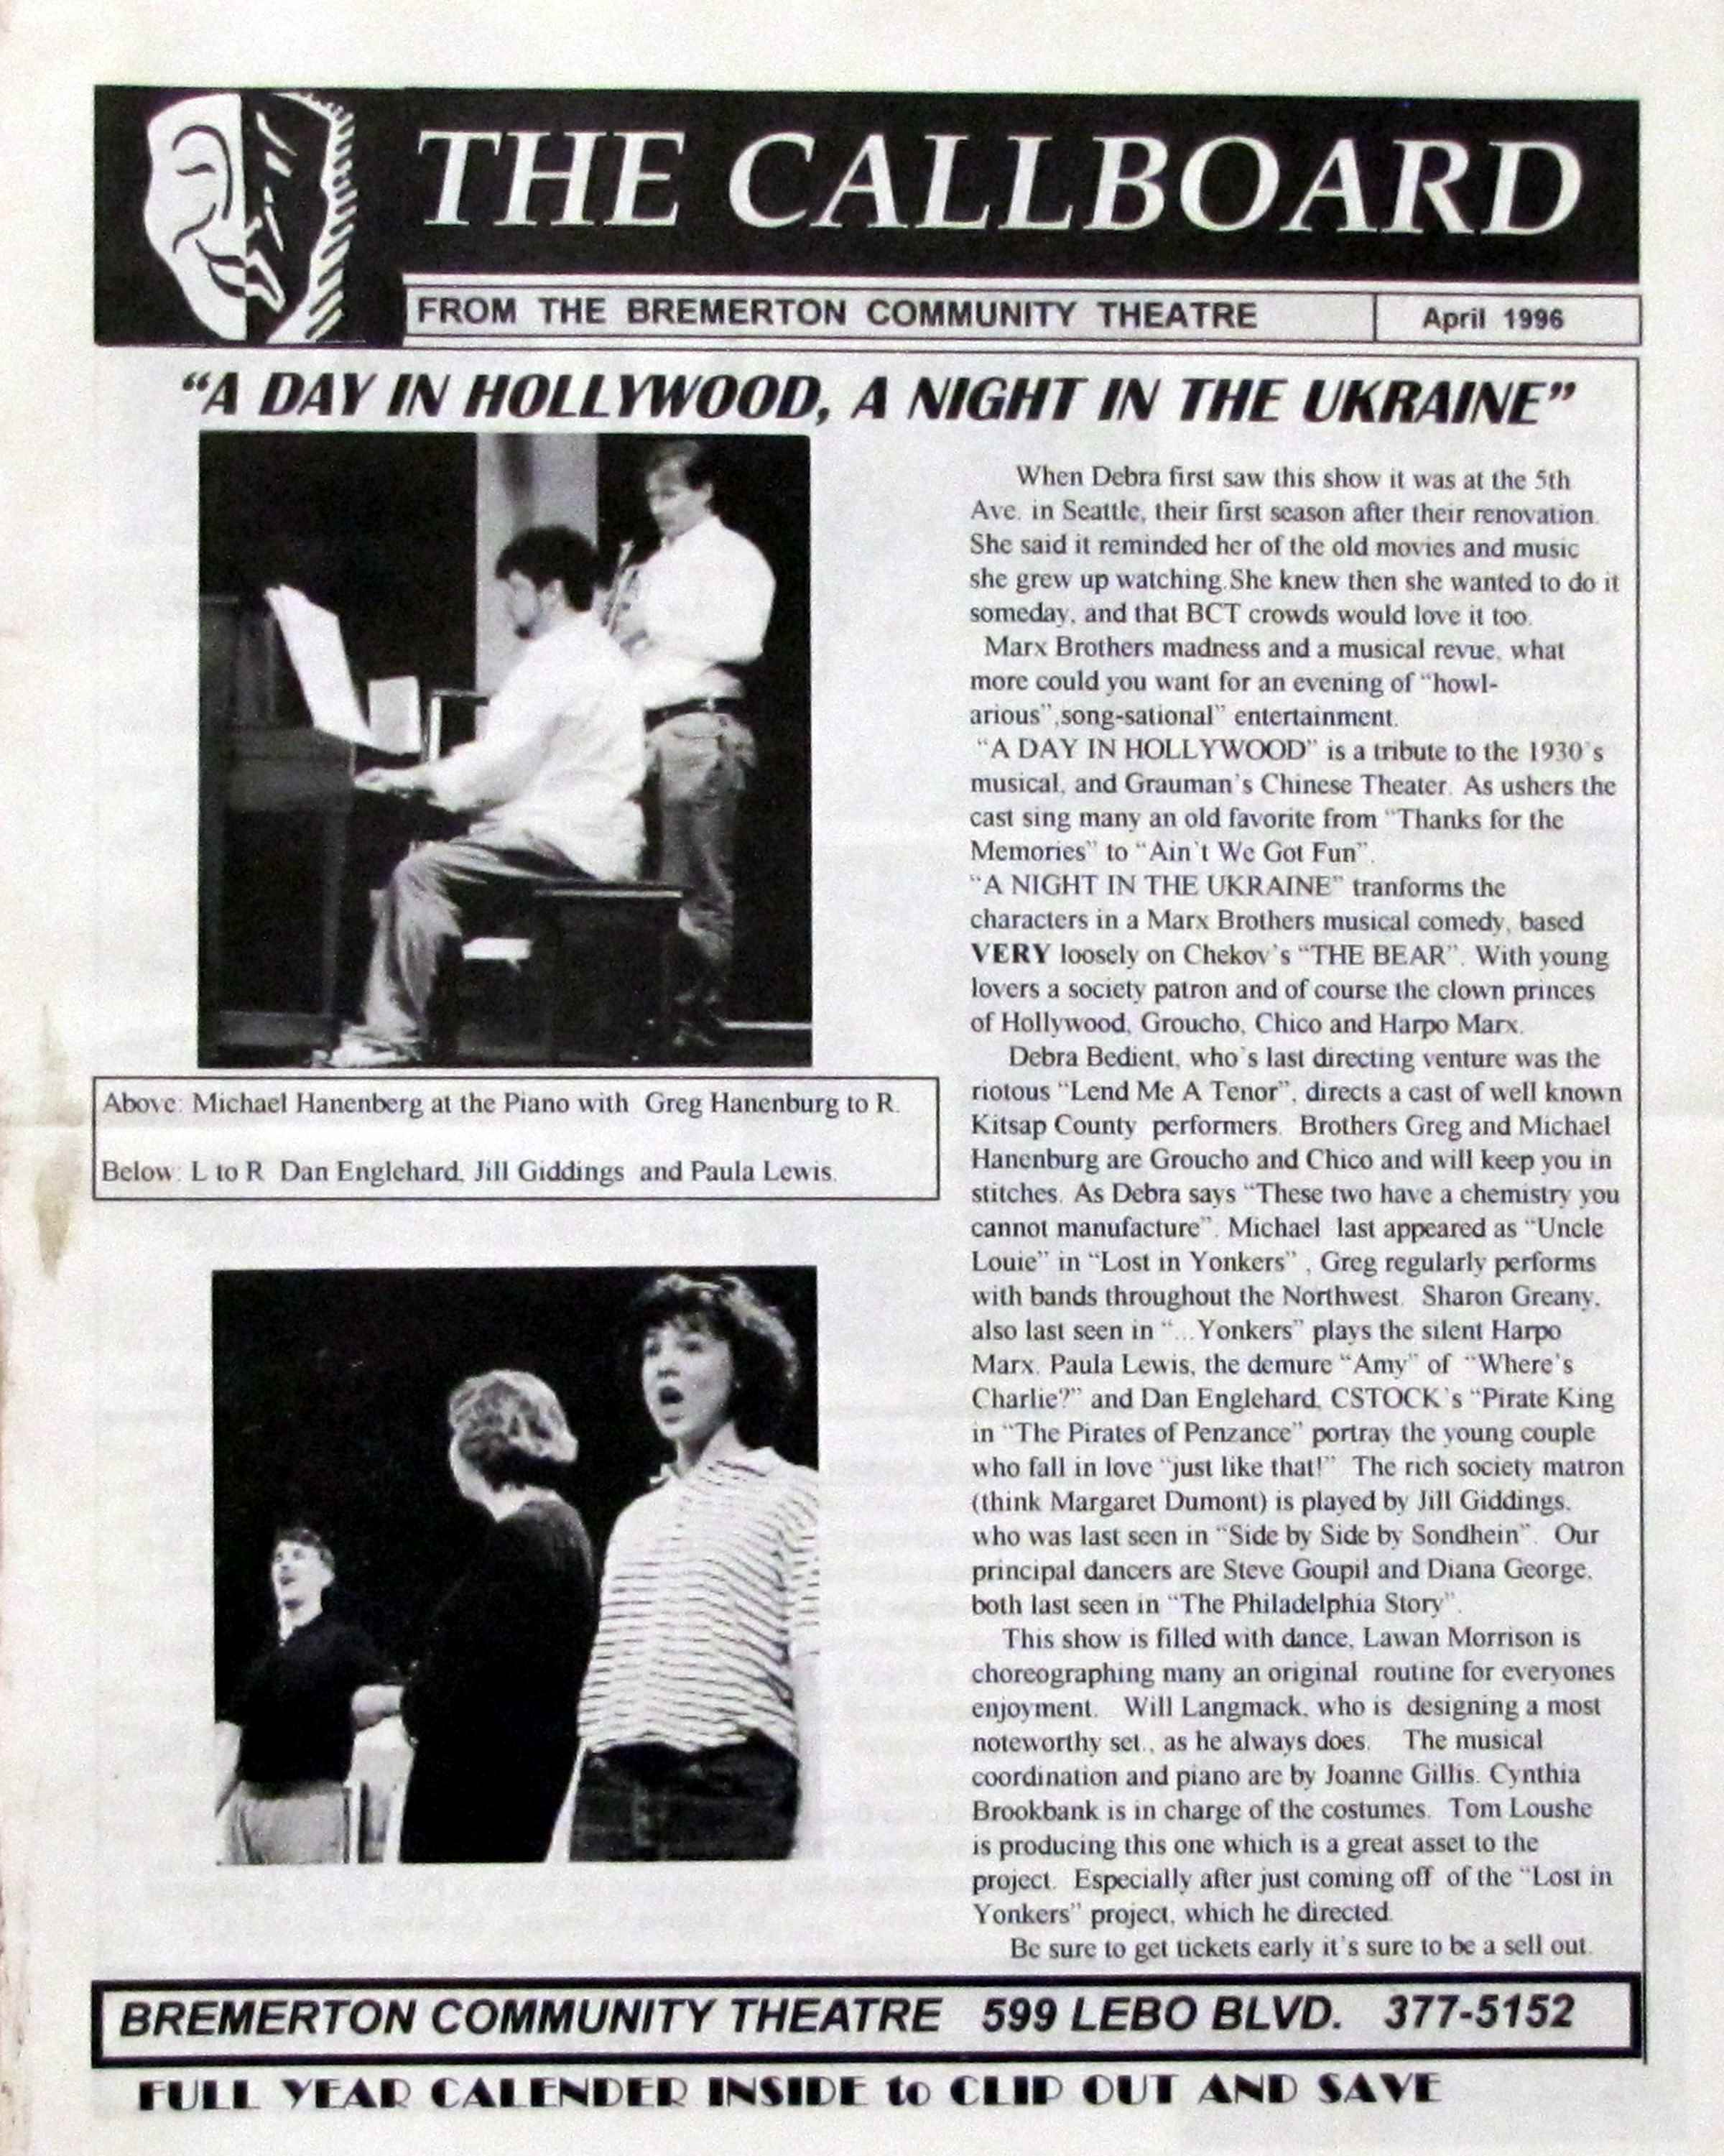 THE CALLBOARD
FROM THE BREMERTON COMMUNITY THEATRE
April 1996
“A DAY IN HOLLYWOOD, A NIGHT IN THE UKRAINE”
Above: Michael Hanenberg at the Piano with Greg Hanenburg to R.
Below: L to R Dan Englehard, Jill Giddings and Paula Lewis.
When Debra first saw this show it was at the 5th
Ave. in Seattle, their first season after their renovation.
She said it reminded her of the old movies and music
she grew up watching.She knew then she wanted to do it
someday, and that BCT crowds would love it too.
Marx Brothers madness and a musical revue, what
more could you want for an evening of “howl-
arious”,song-sational” entertainment.
“A DAY IN HOLLYWOOD” is a tribute to the 1930’s
musical, and Grauman’s Chinese Theater. As ushers the
cast sing many an old favorite from “Thanks for the
Memories” to “Ain’t We Got Fun”.
“A NIGHT IN THE UKRAINE” tranforms the
characters in a Marx Brothers musical comedy, based
VERY loosely on Chekov’s “THE BEAR”. With young
lovers a society patron and of course the clown princes
of Hollywood, Groucho, Chico and Harpo Marx.
Debra Bedient, who’s last directing venture was the
riotous “Lend Me A Tenor”, directs a cast of well known
Kitsap County performers. Brothers Greg and Michael
Hanenburg are Groucho and Chico and will keep you in
stitches. As Debra says “These two have a chemistry you
cannot manufacture”. Michael last appeared as “Uncle
Louie” in “Lost in Yonkers” , Greg regularly performs
with bands throughout the Northwest. Sharon Greany,
also last seen in “...Yonkers” plays the silent Harpo
Marx. Paula Lewis, the demure “Amy” of “Where’s
Charlie?” and Dan Englehard, CSTOCK’s “Pirate King
in “The Pirates of Penzance” portray the young couple
who fall in love “just like that!” The rich society matron
(think Margaret Dumont) is played by Jill Giddings,
who was last seen in “Side by Side by Sondhein”. Our
principal dancers are Steve Goupil and Diana George,
both last seen in “The Philadelphia Story”.
This show is filled with dance, Lawan Morrison is
choreographing many an original routine for everyones
enjoyment. Will Langmack, who is designing a most
noteworthy set., as he always does. The musical
coordination and piano are by Joanne Gillis. Cynthia
Brookbank is in charge of the costumes. Tom Loushe
is producing this one which is a great asset to the
project. Especially after just coming off of the “Lost in
Yonkers” project, which he directed.
Be sure to get tickets early it’s sure to be a sell out.
BREMERTON COMMUNITY THEATRE 599 LEBO BLVD. 377-5152
FULL YEAR CALENDER INSIDE to CLIP OUT AND SAVE